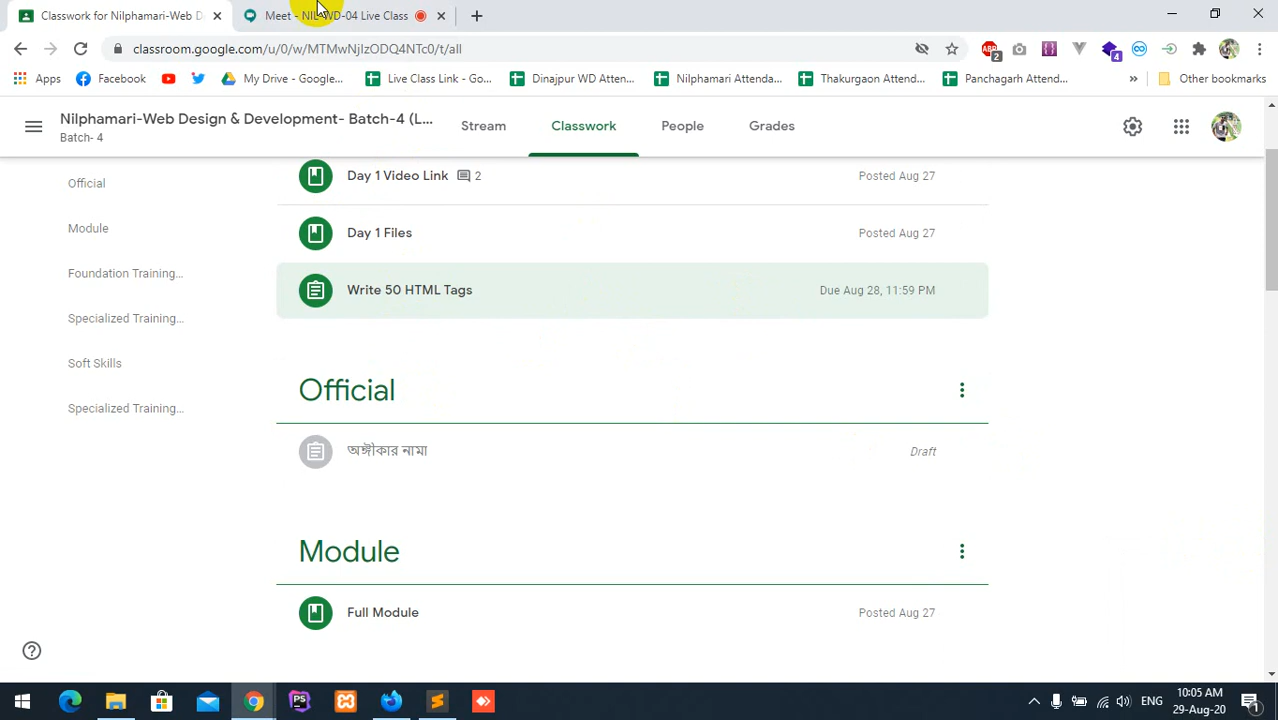 Classwork for Nilphamari-Web D
Meet - NIL-WD-04 Live Class
classroom.google.com/u/0/w/MTMwNjIzODQ4NTc0/t/all
2
4
Apps
Facebook
My Drive - Google...
Live Class Link - Go...
Dinajpur WD Atten...
Nilphamari Attenda...
Thakurgaon Attend...
Panchagarh Attend...
»
Other bookmarks
Nilphamari-Web Design & Development- Batch-4 (L...
Batch- 4
Stream
Classwork
People
Grades
Official
Module
Foundation Training...
Specialized Training...
Soft Skills
Specialized Training...
Day 1 Video Link
2
Posted Aug 27
Day 1 Files
Posted Aug 27
Write 50 HTML Tags
Due Aug 28, 11:59 PM
Official
অঙ্গীকার নামা
Draft
Module
Full Module
Posted Aug 27
ENG
10:05 AM
29-Aug-20
1